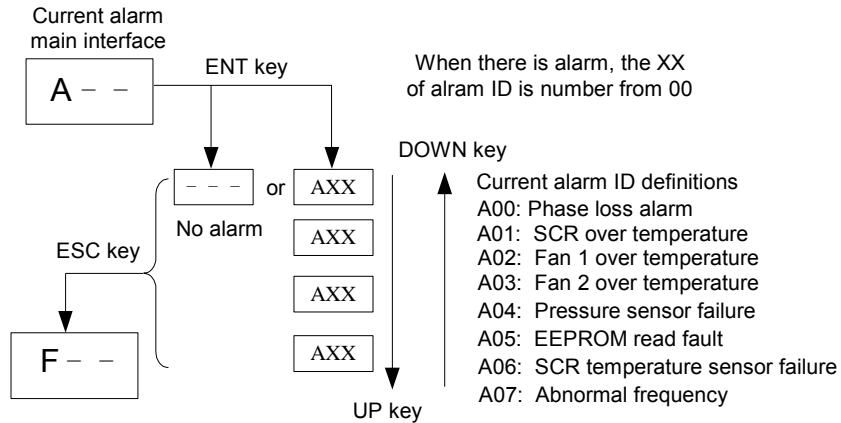 Current alarm
main interface
A – –
ENT key
When there is alarm, the XX
of alram ID is number from 00
DOWN key
– – –
or
AXX
No alarm
AXX
AXX
AXX
ESC key
F – –
UP key
Current alarm ID definitions
A00: Phase loss alarm
A01: SCR over temperature
A02: Fan 1 over temperature
A03: Fan 2 over temperature
A04: Pressure sensor failure
A05: EEPROM read fault
A06: SCR temperature sensor failure
A07: Abnormal frequency